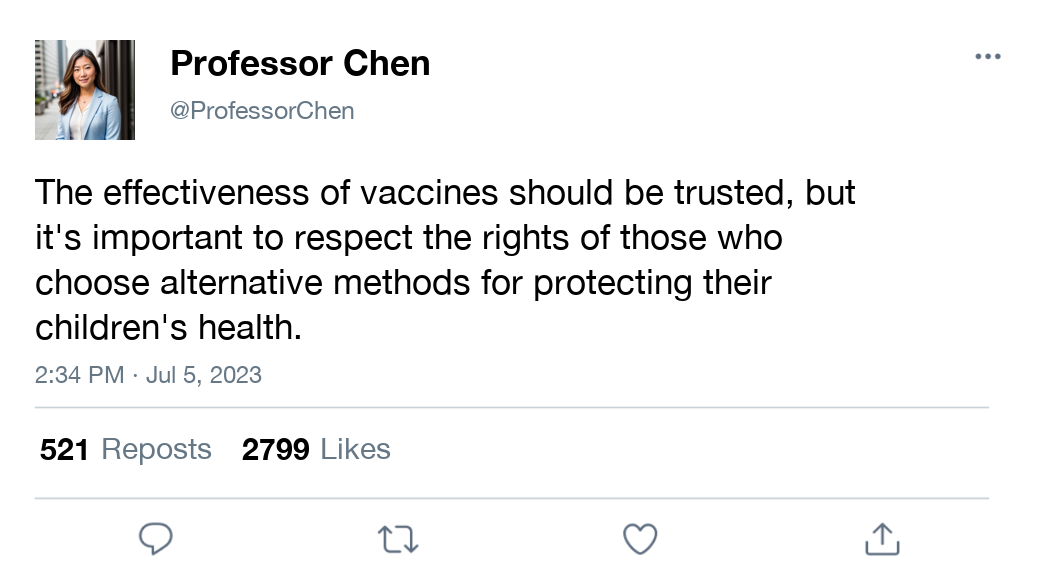 Professor Chen
@ProfessorChen
The effectiveness of vaccines should be trusted, but
it's important to respect the rights of those who
choose alternative methods for protecting their
children's health.
2:34 PM · Jul 5, 2023
521 Reposts 2799 Likes